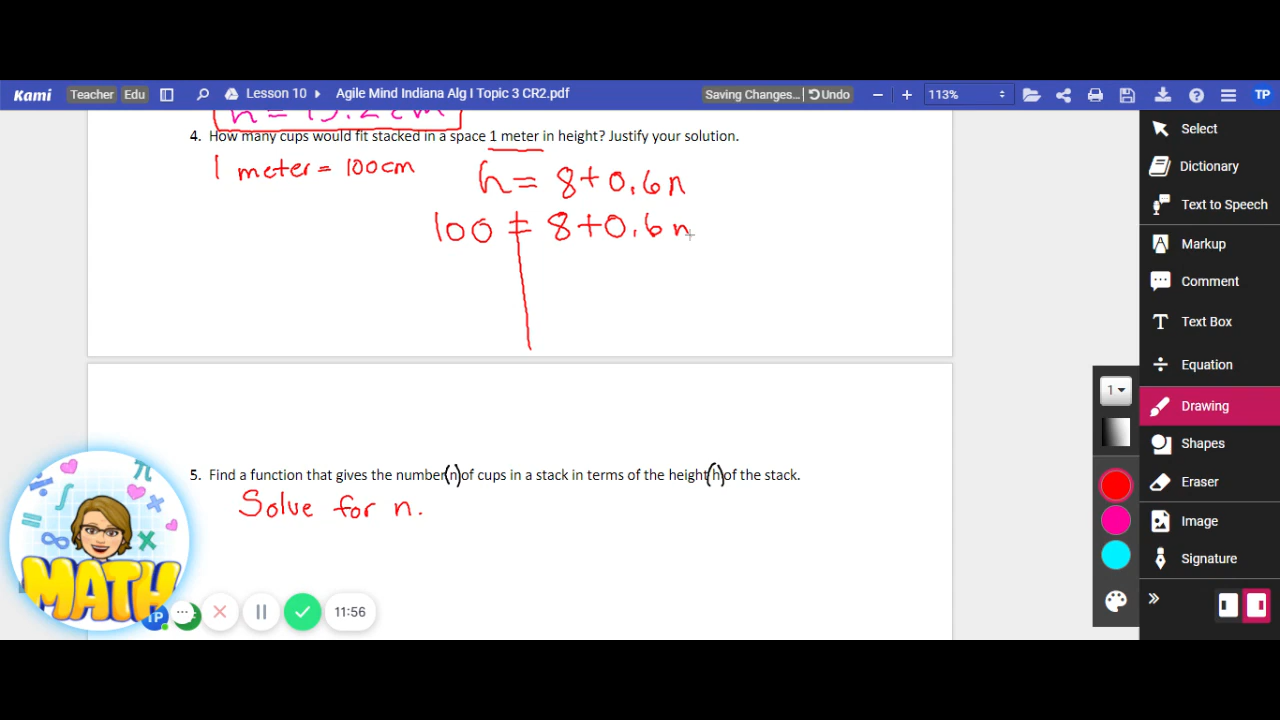 Kami Teacher Edu Lesson 10 Agile Mind Indiana Alg I Topic 3 CR2.pdf Saving Changes... Undo 113% TP
h = 15.2cm
4. How many cups would fit stacked in a space 1 meter in height? Justify your solution.
1 meter = 100cm
h = 8+0.6n
100 = 8+0.6n
5. Find a function that gives the number (n) of cups in a stack in terms of the height (h) of the stack.
Solve for n.
MATH
TP
11:56
Select
Dictionary
Text to Speech
Markup
Comment
Text Box
Equation
1
Drawing
Shapes
Eraser
Image
Signature